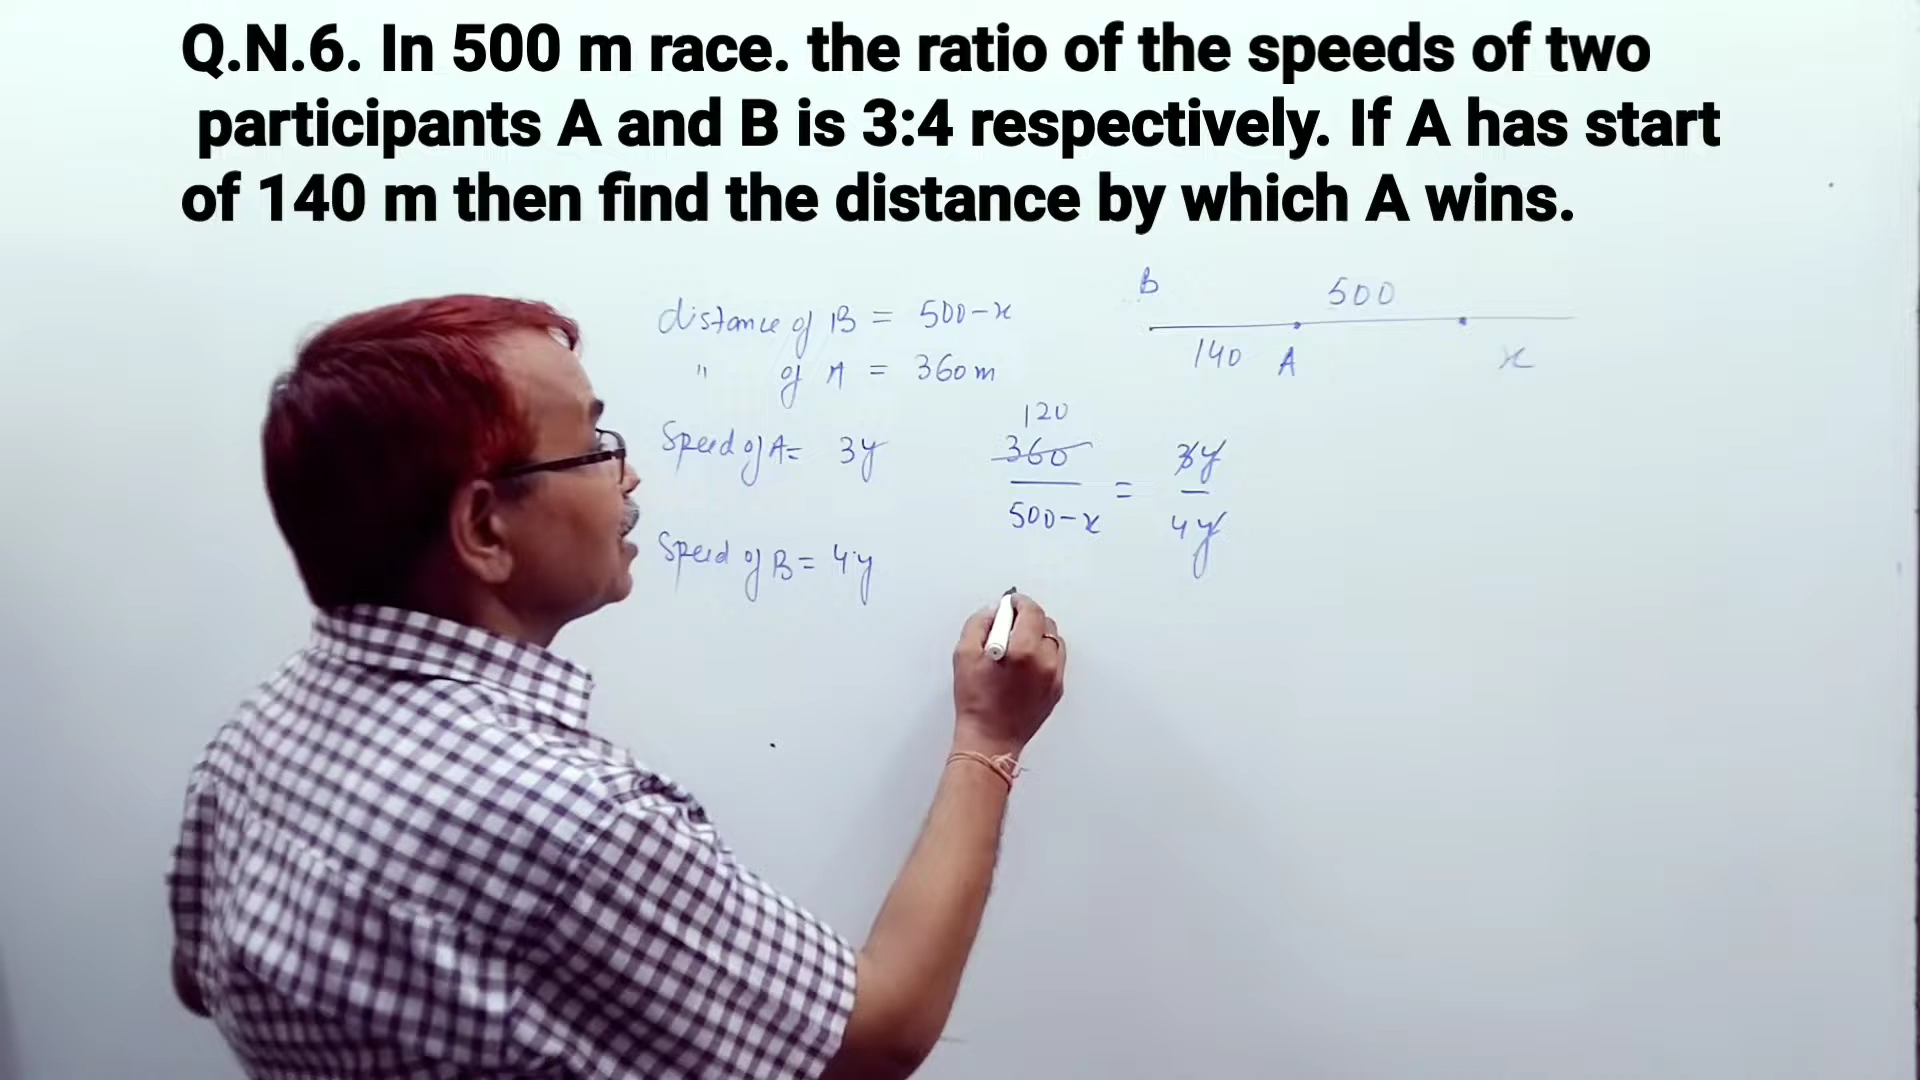 Q.N.6. In 500 m race. the ratio of the speeds of two
participants A and B is 3:4 respectively. If A has start
of 140 m then find the distance by which A wins.
distance of B = 500-x
" of A = 360m
Speed of A= 3y
Speed of B= 4y
B
500
140 A x
120
360
500-x
=
3y
4y